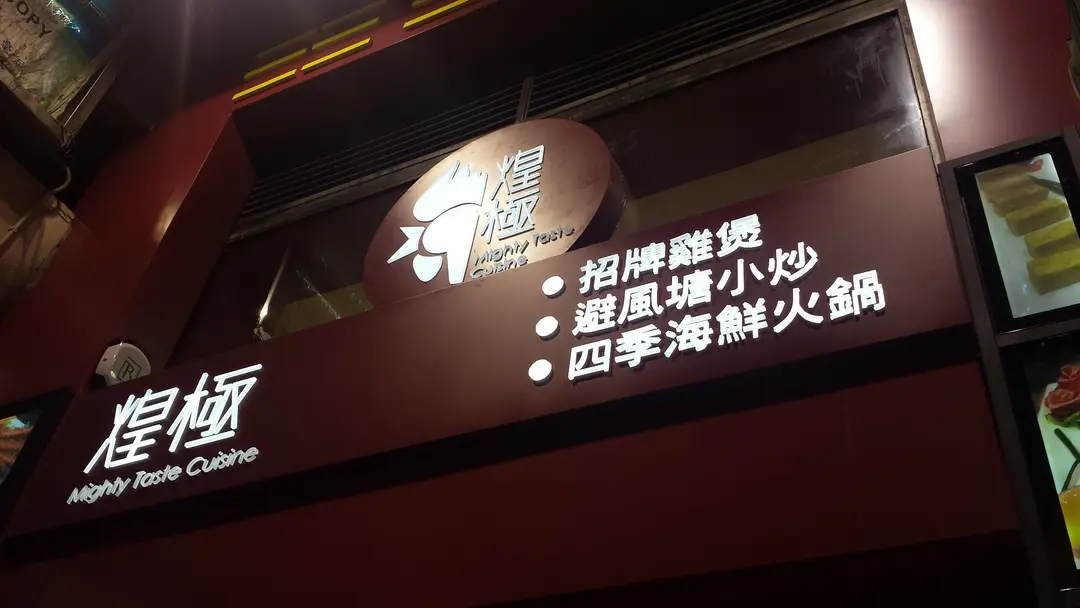 OPY
煌極
Mighty Taste
Cuisine
招牌雞煲
避風塘小炒
四季海鮮火鍋
煌極
Mighty Taste Cuisine
R